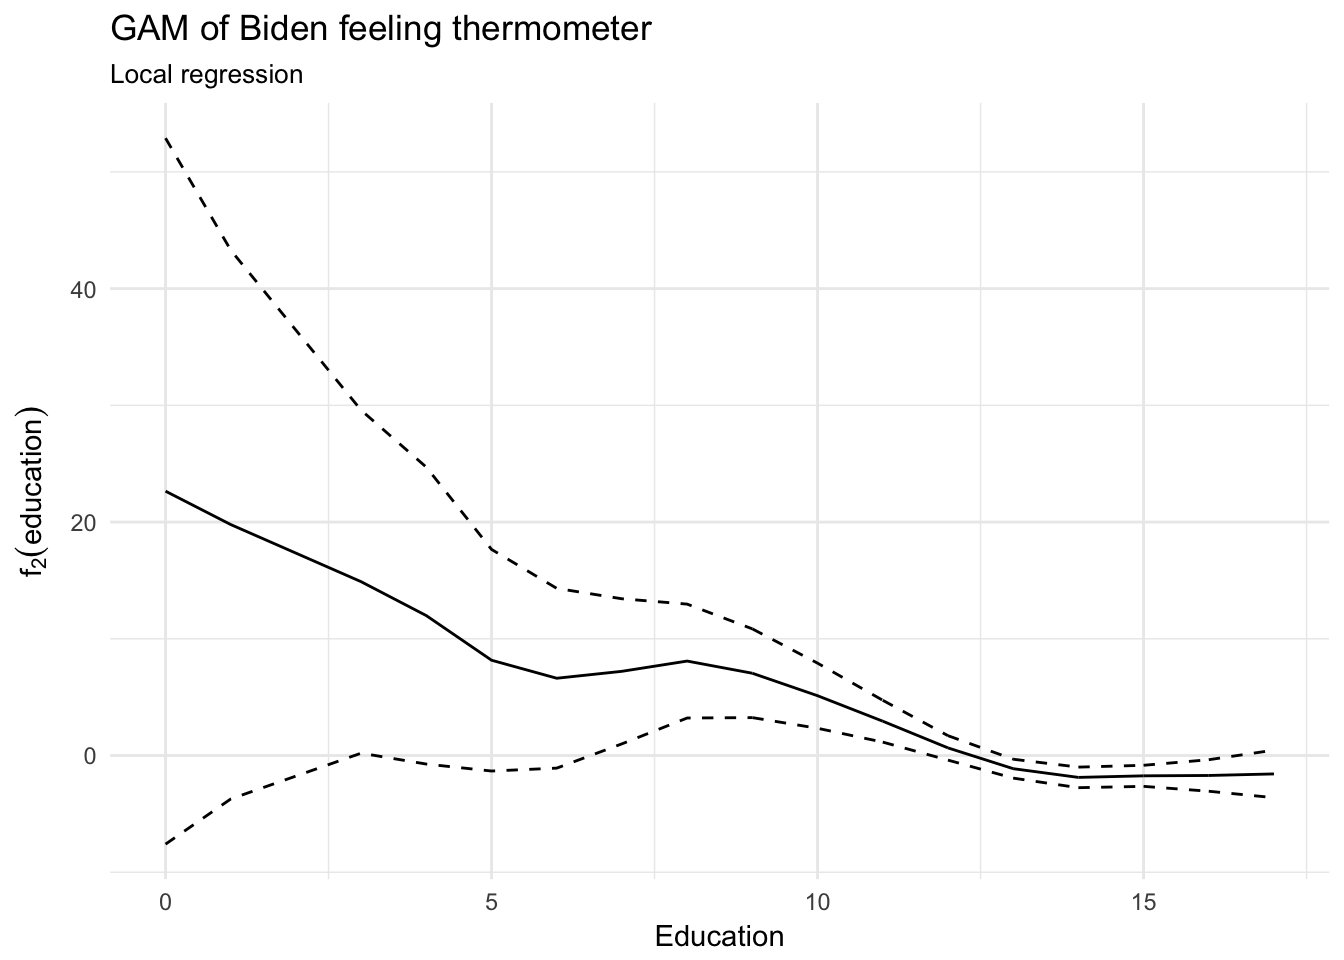 GAM of Biden feeling thermometer
Local regression
40
20
0
f₂(education)
0 5 10 15
Education